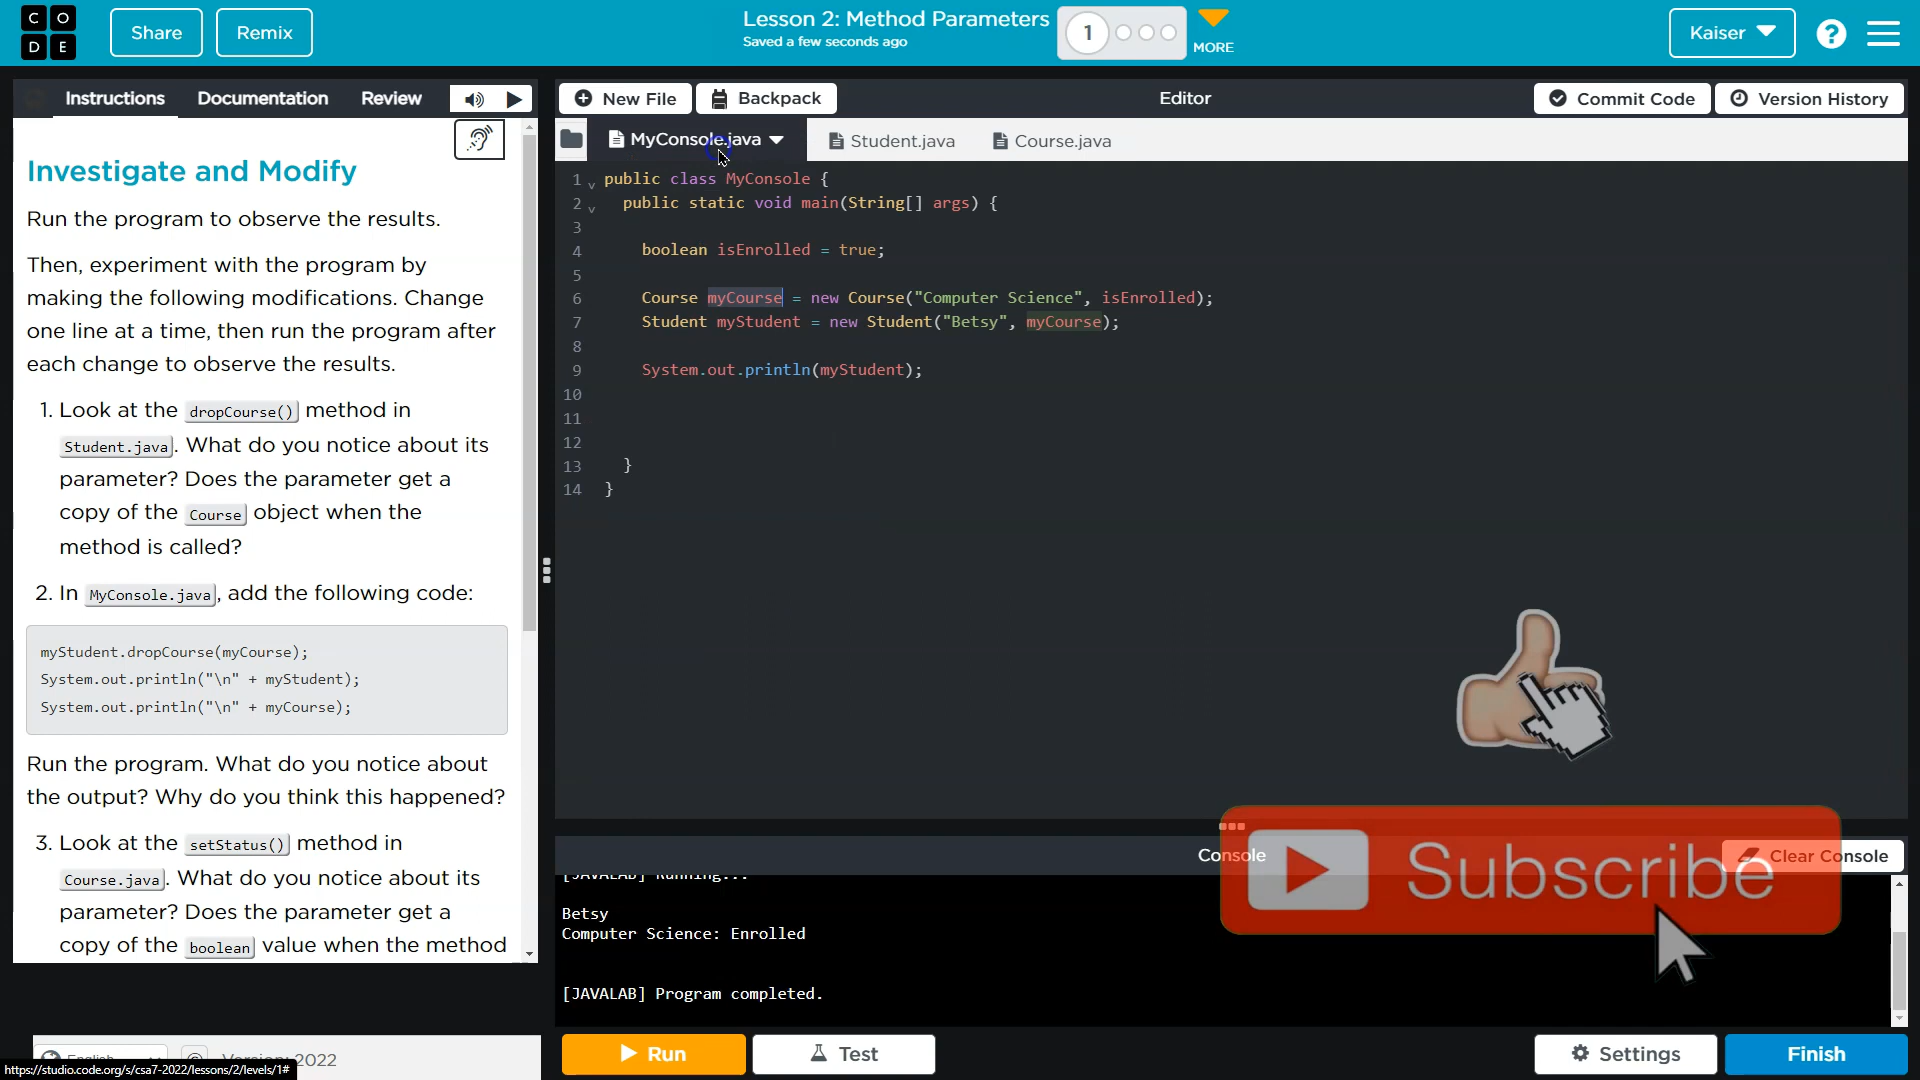 C O
D E
Share
Remix
Lesson 2: Method Parameters
Saved a few seconds ago
1
MORE
Kaiser
?
Instructions
Documentation
Review
New File
Backpack
Editor
Commit Code
Version History
MyConsole.java
Student.java
Course.java
Investigate and Modify
Run the program to observe the results.
Then, experiment with the program by
making the following modifications. Change
one line at a time, then run the program after
each change to observe the results.
1. Look at the dropCourse() method in
Student.java. What do you notice about its
parameter? Does the parameter get a
copy of the Course object when the
method is called?
2. In MyConsole.java, add the following code:
myStudent.dropCourse(myCourse);
System.out.println("\n" + myStudent);
System.out.println("\n" + myCourse);
Run the program. What do you notice about
the output? Why do you think this happened?
3. Look at the setStatus() method in
Course.java. What do you notice about its
parameter? Does the parameter get a
copy of the boolean value when the method
1 public class MyConsole {
2 public static void main(String[] args) {
3
4 boolean isEnrolled = true;
5
6 Course myCourse = new Course("Computer Science", isEnrolled);
7 Student myStudent = new Student("Betsy", myCourse);
8
9 System.out.println(myStudent);
10
11
12
13 }
14 }
Console
Clear Console
Subscribe
[JAVALAB] Running...
Betsy
Computer Science: Enrolled
[JAVALAB] Program completed.
English
Version: 2022
https://studio.code.org/s/csa7-2022/lessons/2/levels/1#
Run
Test
Settings
Finish